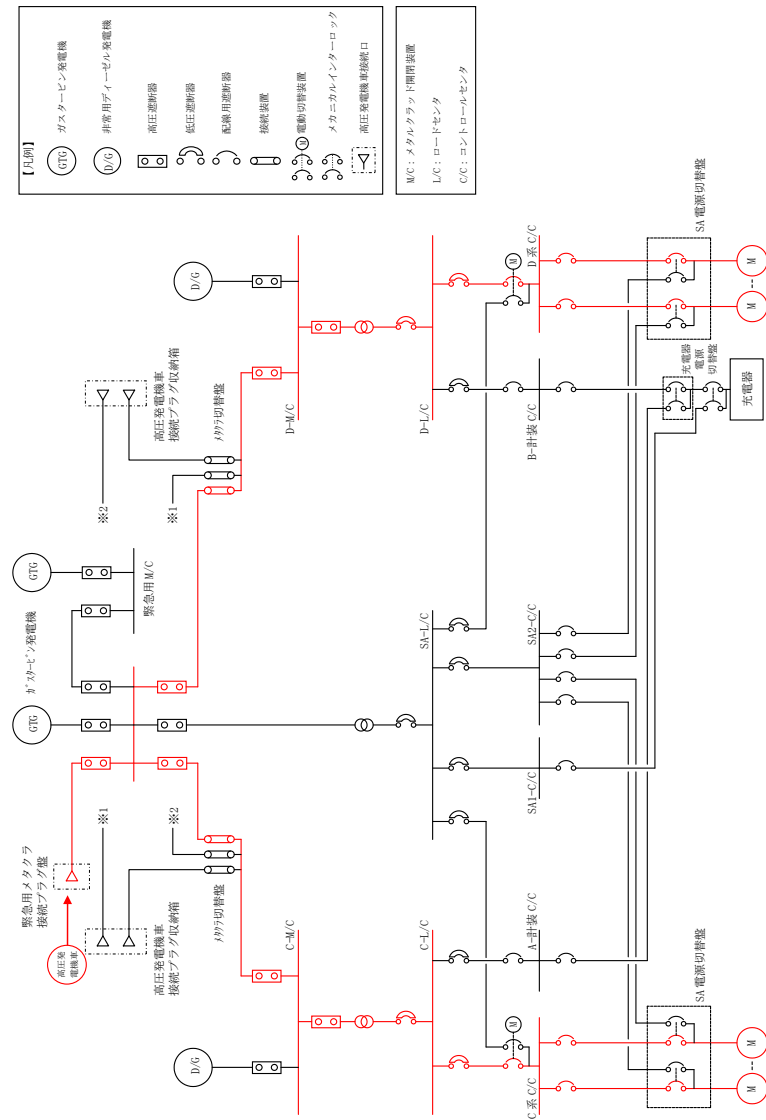 【凡例】
GTG
ガスタービン発電機
D/G
非常用ディーゼル発電機
高圧遮断器
低圧遮断器
配線用遮断器
接続装置
M
電動切替装置
メカニカルインターロック
高圧発電機車接続口
M/C：メタルクラッド開閉装置
L/C：ロードセンタ
C/C：コントロールセンタ
緊急用メタクラ
接続プラグ盤
高圧発
電機車
高圧発電機車
接続プラグ収納箱
※1
※2
メタクラ切替盤
D/G
C-M/C
C-L/C
M
C系 C/C
A-計装 C/C
SA 電源切替盤
M
M
ガスタービン発電機
GTG
GTG
緊急用 M/C
SA-L/C
SA1-C/C
SA2-C/C
高圧発電機車
接続プラグ収納箱
※2
※1
メタクラ切替盤
D/G
D-M/C
D-L/C
M
D系 C/C
B-計装 C/C
充電器
電源
切替盤
充電器
SA 電源切替盤
M
M